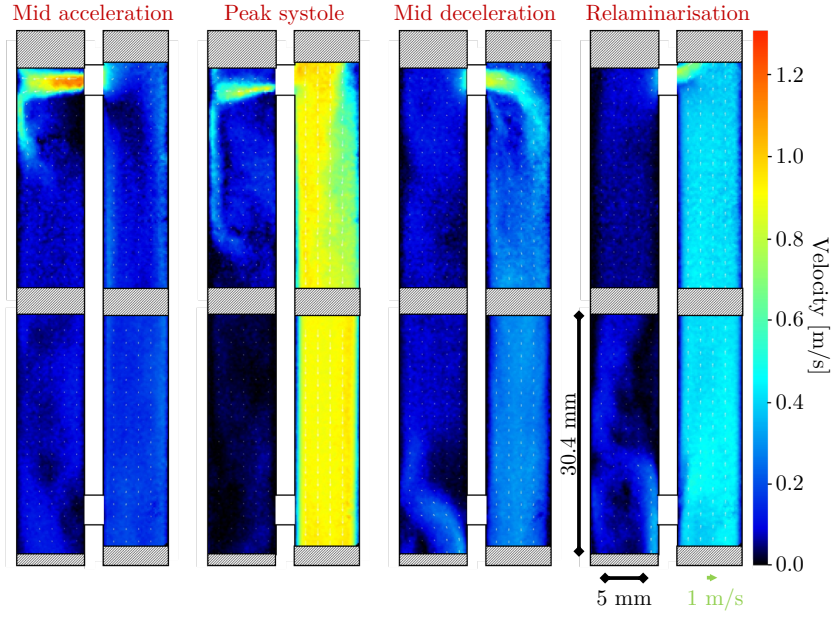 Mid acceleration
Peak systole
Mid deceleration
Relaminarisation
1.2
1.0
0.8
0.6
0.4
0.2
0.0
Velocity [m/s]
30.4 mm
5 mm
1 m/s